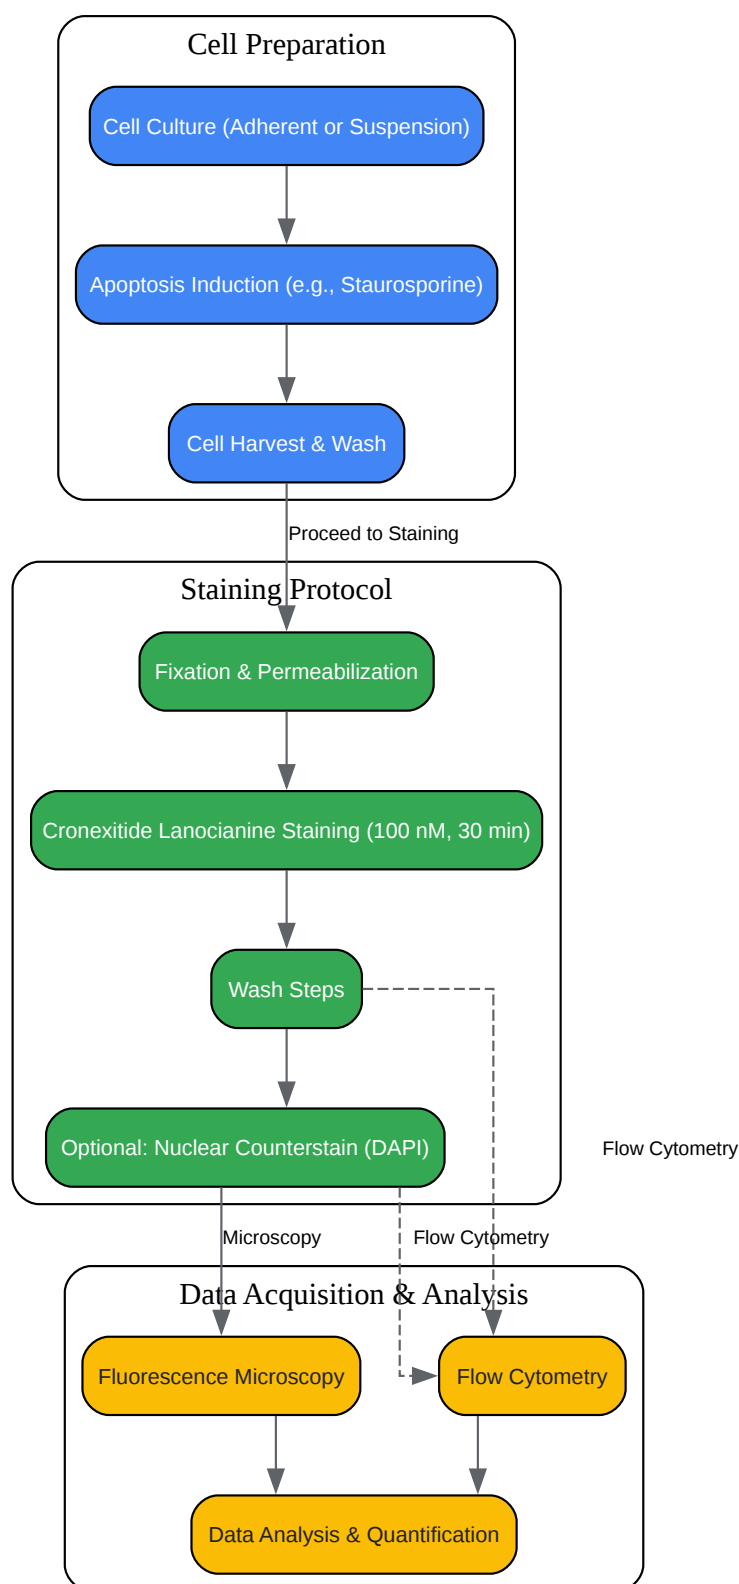 Cell Preparation
Cell Culture (Adherent or Suspension)
Apoptosis Induction (e.g., Staurosporine)
Cell Harvest & Wash
Proceed to Staining
Staining Protocol
Fixation & Permeabilization
Cronexitide Lanocianine Staining (100 nM, 30 min)
Wash Steps
Optional: Nuclear Counterstain (DAPI)
Flow Cytometry
Microscopy
Flow Cytometry
Data Acquisition & Analysis
Fluorescence Microscopy
Flow Cytometry
Data Analysis & Quantification